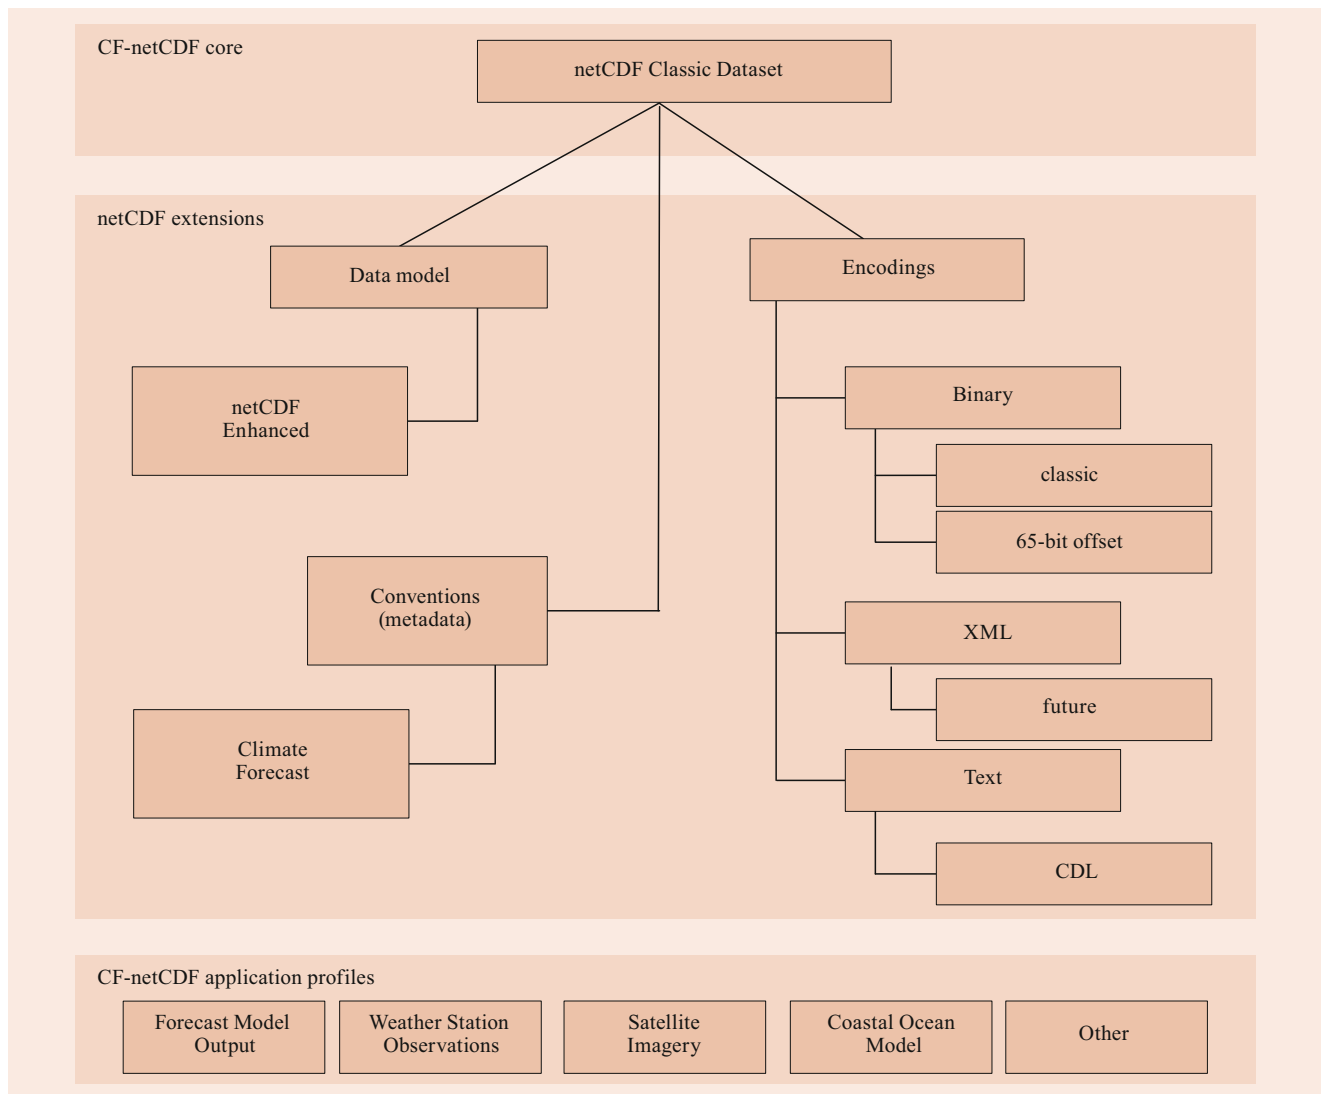 CF-netCDF core
netCDF Classic Dataset
netCDF extensions
Data model
Encodings
netCDF
Enhanced
Binary
classic
65-bit offset
Conventions
(metadata)
XML
future
Climate
Forecast
Text
CDL
CF-netCDF application profiles
Forecast Model
Output
Weather Station
Observations
Satellite
Imagery
Coastal Ocean
Model
Other